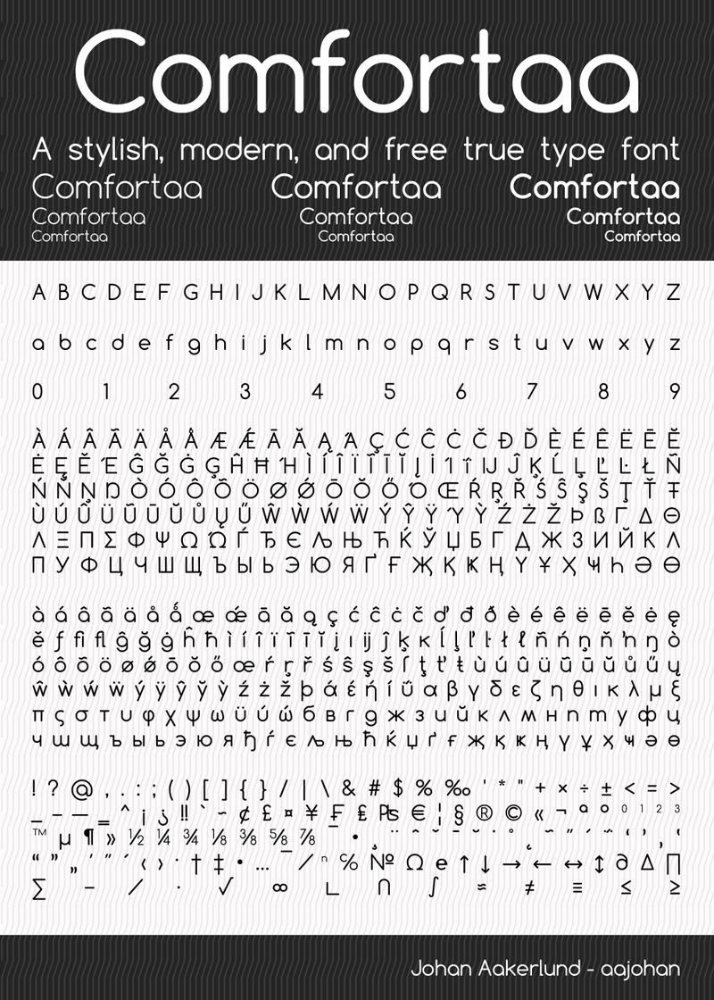 Comfortaa
A stylish, modern, and free true type font
Comfortaa Comfortaa Comfortaa
Comfortaa Comfortaa Comfortaa
Comfortaa Comfortaa Comfortaa
A B C D E F G H I J K L M N O P Q R S T U V W X Y Z
a b c d e f g h i j k l m n o p q r s t u v w x y z
0 1 2 3 4 5 6 7 8 9
À Á Â Ã Ä Å Ǻ Æ Ǽ Ā Ă Ą Ά Ç Ć Ĉ Ċ Č Đ Ď È É Ê Ë Ē Ĕ
Ė Ę Ě Έ Ĝ Ğ Ġ Ģ Ĥ Ħ Ή Ì Í Î Ï Ĩ Ī Ĭ Į İ Ί Ϊ Ĳ Ĵ Ķ Ĺ Ļ Ľ Ŀ Ł Ñ
Ń Ň Ņ Ŋ Ò Ó Ô Õ Ö Ø Ǿ Ō Ŏ Ő Ό Œ Ŕ Ŗ Ř Ś Ŝ Ş Š Ţ Ť Ŧ
Ù Ú Û Ü Ũ Ū Ŭ Ů Ų Ű Ŵ Ẁ Ẃ Ẅ Ý Ŷ Ÿ Ύ Ỳ Ź Ż Ž Þ ß Γ Δ Θ
Λ Ξ Π Σ Φ Ψ Ω Ώ Ѓ Ђ Є Љ Њ Ћ Ќ Ў Џ Б Г Д Ж З И Й К Л
П У Ф Ц Ч Ш Щ Ъ Ы Ь Э Ю Я Ґ Ғ Җ Қ Ҝ Ң Ү Ұ Ҳ Ҹ Һ Ә Ө
à á â ã ä å ǻ æ ǽ ā ă ą ç ć ĉ ċ č ď đ ð è é ê ë ē ĕ ė ę
ě ƒ ﬁ ﬂ ĝ ğ ġ ĥ ħ ì í î ï ĩ ī ĭ į ı ĳ ĵ ķ ĸ ĺ ļ ľ ŀ ł ñ ń ņ ň ŉ ŋ ò
ó ô õ ö ø ǿ ō ŏ ő œ ŕ ŗ ř ś ŝ ş š ſ ţ ť ŧ ù ú û ü ũ ū ŭ ů ű ų
ŵ ẁ ẃ ẅ ý ÿ ŷ ỳ ź ż ž þ ά έ ή ί ΰ α β γ δ ε ζ η θ ι κ λ μ ξ
π ς σ τ υ φ χ ψ ω ϋ ύ ώ б в г д ж з и й к л м н п т у ф ц
ч ш щ ъ ы ь э ю я ђ ѓ є љ њ ћ ќ џ ґ ғ җ қ ҝ ң ү ұ ҳ ҹ ә ө
! ? @ , . : ; ( ) [ ] { } / | \ & # $ % ‰ ' * " + × ÷ ± < = >
_ – — ‗ ^ ¡ ¿ ‼ ` ~ ¢ £ ¤ ¥ ₣ ₤ ₧ € ¦ § ® © « ¬ ª º ⁰ ¹ ² ³
™ µ ¶ » ½ ¼ ¾ ⅛ ⅜ ⅝ ⅞
“ ” „ ′ ″ ‹ › † ‡ • … ⁄ ⁿ ℅ № Ω ℮ ↑ ↓ → ← ↔ ↕ ∂ ∆ ∏
∑ − ∕ ∙ √ ∞ ∟ ∩ ∫ ≈ ≠ ≡ ≤ ≥
Johan Aakerlund - aajohan